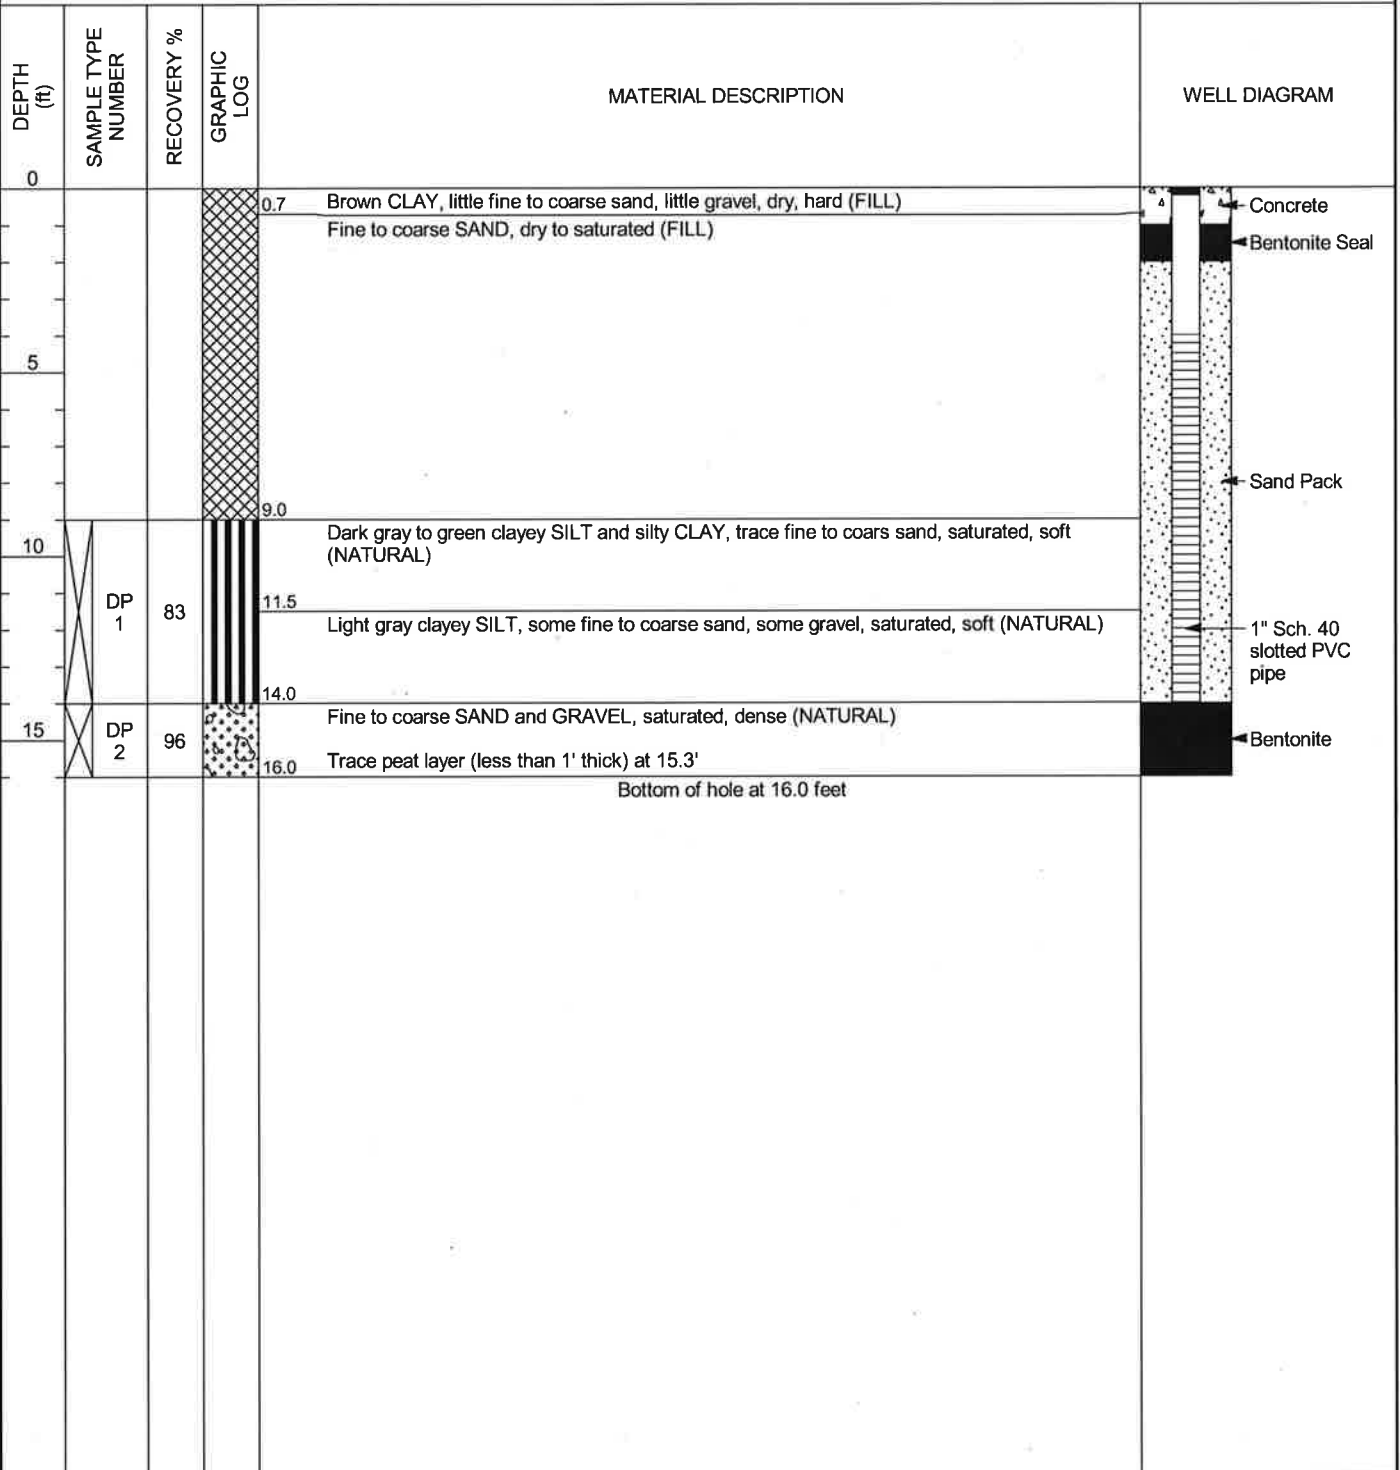 DEPTH
(ft)
SAMPLE TYPE
NUMBER
RECOVERY %
GRAPHIC
LOG
MATERIAL DESCRIPTION
WELL DIAGRAM
0
0.7
Brown CLAY, little fine to coarse sand, little gravel, dry, hard (FILL)
Concrete
Fine to coarse SAND, dry to saturated (FILL)
Bentonite Seal
5
Sand Pack
9.0
Dark gray to green clayey SILT and silty CLAY, trace fine to coars sand, saturated, soft
(NATURAL)
10
DP
1
83
11.5
Light gray clayey SILT, some fine to coarse sand, some gravel, saturated, soft (NATURAL)
1" Sch. 40
slotted PVC
pipe
14.0
Fine to coarse SAND and GRAVEL, saturated, dense (NATURAL)
15
DP
2
96
Bentonite
Trace peat layer (less than 1' thick) at 15.3'
16.0
Bottom of hole at 16.0 feet